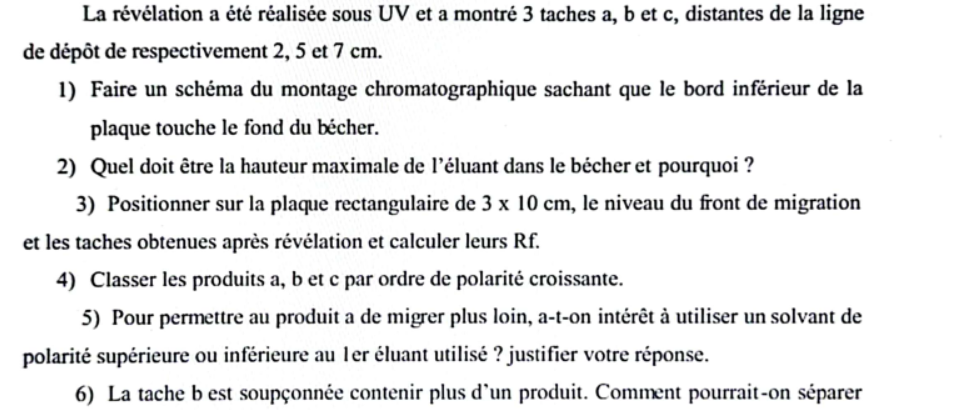 La révélation a été réalisée sous UV et a montré 3 taches a, b et c, distantes de la ligne
de dépôt de respectivement 2, 5 et 7 cm.
1) Faire un schéma du montage chromatographique sachant que le bord inférieur de la
plaque touche le fond du bécher.
2) Quel doit être la hauteur maximale de l'éluant dans le bécher et pourquoi ?
3) Positionner sur la plaque rectangulaire de 3 x 10 cm, le niveau du front de migration
et les taches obtenues après révélation et calculer leurs Rf.
4) Classer les produits a, b et c par ordre de polarité croissante.
5) Pour permettre au produit a de migrer plus loin, a-t-on intérêt à utiliser un solvant de
polarité supérieure ou inférieure au 1er éluant utilisé ? justifier votre réponse.
6) La tache b est soupçonnée contenir plus d'un produit. Comment pourrait-on séparer